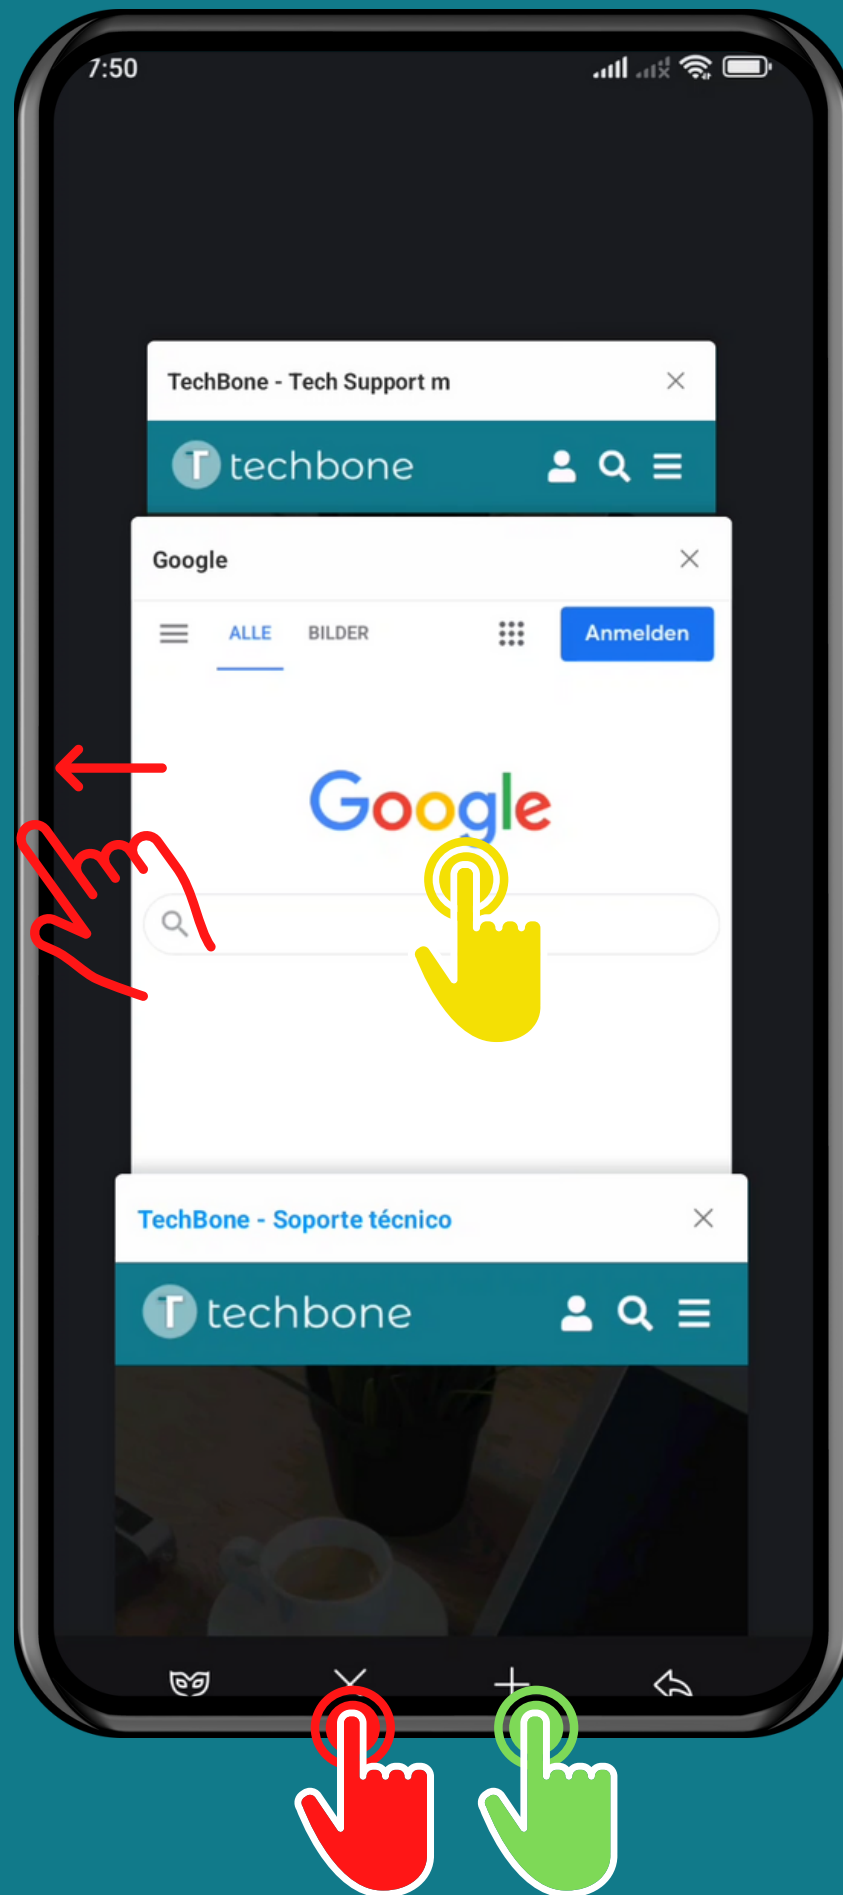 7:50
TechBone - Tech Support m
T techbone
Google
ALLE BILDER Anmelden
Google
TechBone - Soporte técnico
T techbone